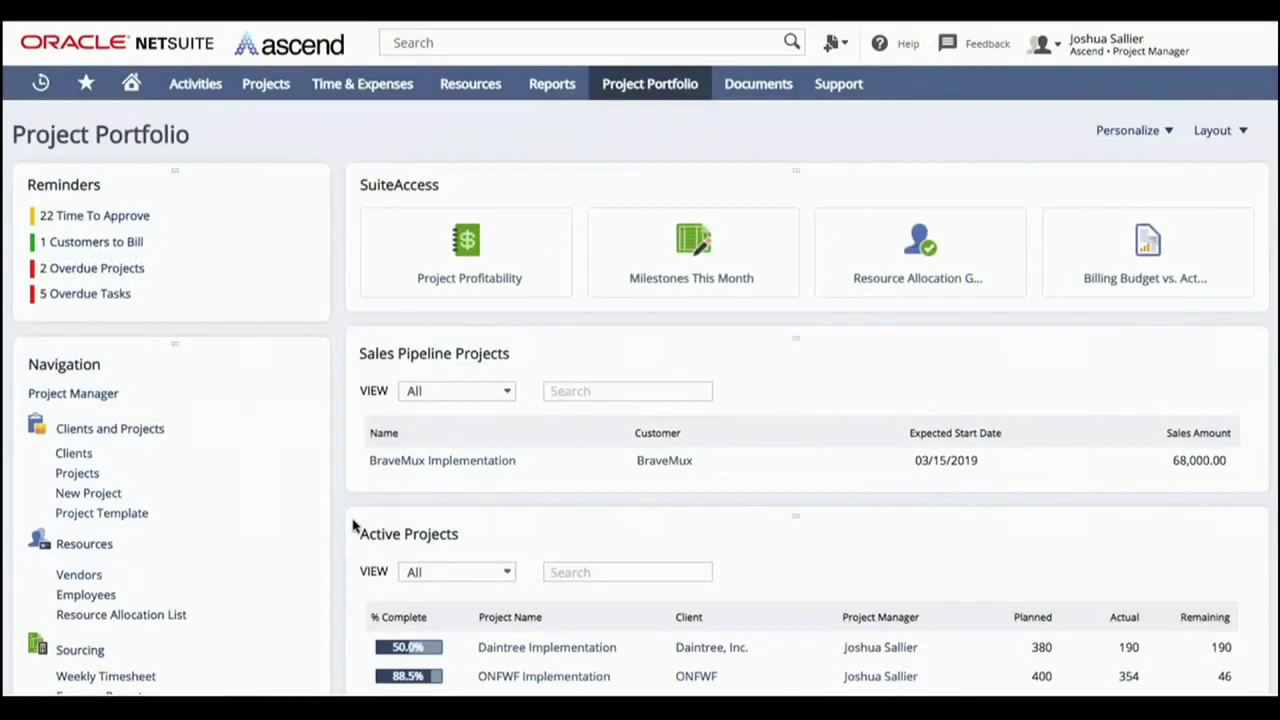 ORACLE NETSUITE ascend Search Help Feedback Joshua Sallier
Ascend • Project Manager
Activities Projects Time & Expenses Resources Reports Project Portfolio Documents Support
Project Portfolio Personalize Layout
Reminders
22 Time To Approve
1 Customers to Bill
2 Overdue Projects
5 Overdue Tasks
Navigation
Project Manager
Clients and Projects
Clients
Projects
New Project
Project Template
Resources
Vendors
Employees
Resource Allocation List
Sourcing
Weekly Timesheet
SuiteAccess
Project Profitability Milestones This Month Resource Allocation G... Billing Budget vs. Act...
Sales Pipeline Projects
VIEW All Search
Name Customer Expected Start Date Sales Amount
BraveMux Implementation BraveMux 03/15/2019 68,000.00
Active Projects
VIEW All Search
% Complete Project Name Client Project Manager Planned Actual Remaining
50.0% Daintree Implementation Daintree, Inc. Joshua Sallier 380 190 190
88.5% ONFWF Implementation ONFWF Joshua Sallier 400 354 46